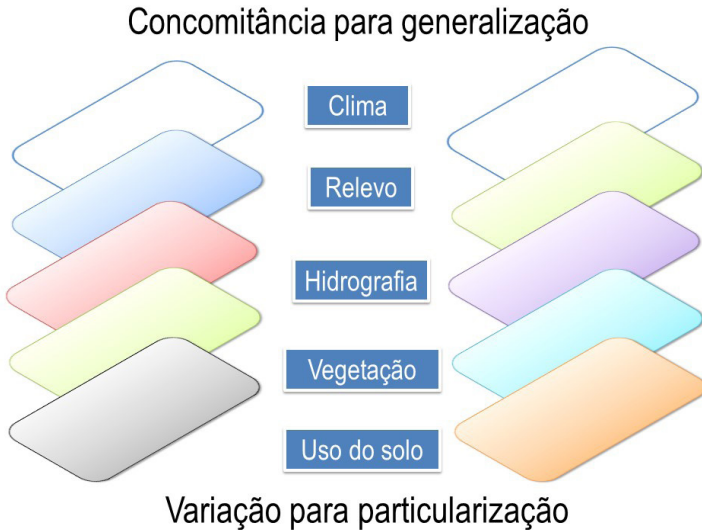 Concomitância para generalização
Clima
Relevo
Hidrografia
Vegetação
Uso do solo
Variação para particularização